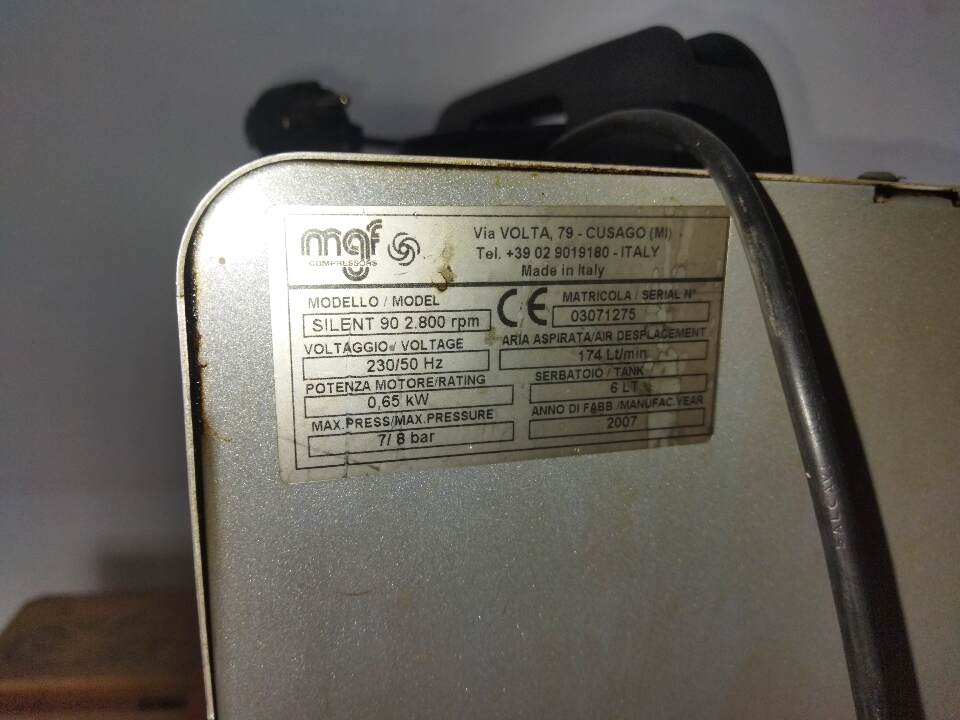 mgf
COMPRESSORS
Via VOLTA, 79 - CUSAGO (MI)
Tel. +39 02 9019180 - ITALY
Made in Italy
MODELLO / MODEL
SILENT 90 2.800 rpm
CE
MATRICOLA / SERIAL N°
03071275
VOLTAGGIO / VOLTAGE
230/50 Hz
ARIA ASPIRATA/AIR DESPLACEMENT
174 Lt/min
POTENZA MOTORE/RATING
0,65 kW
SERBATOIO / TANK
6 LT
MAX.PRESS/MAX.PRESSURE
7/ 8 bar
ANNO DI FABB./MANUFAC.YEAR
2007